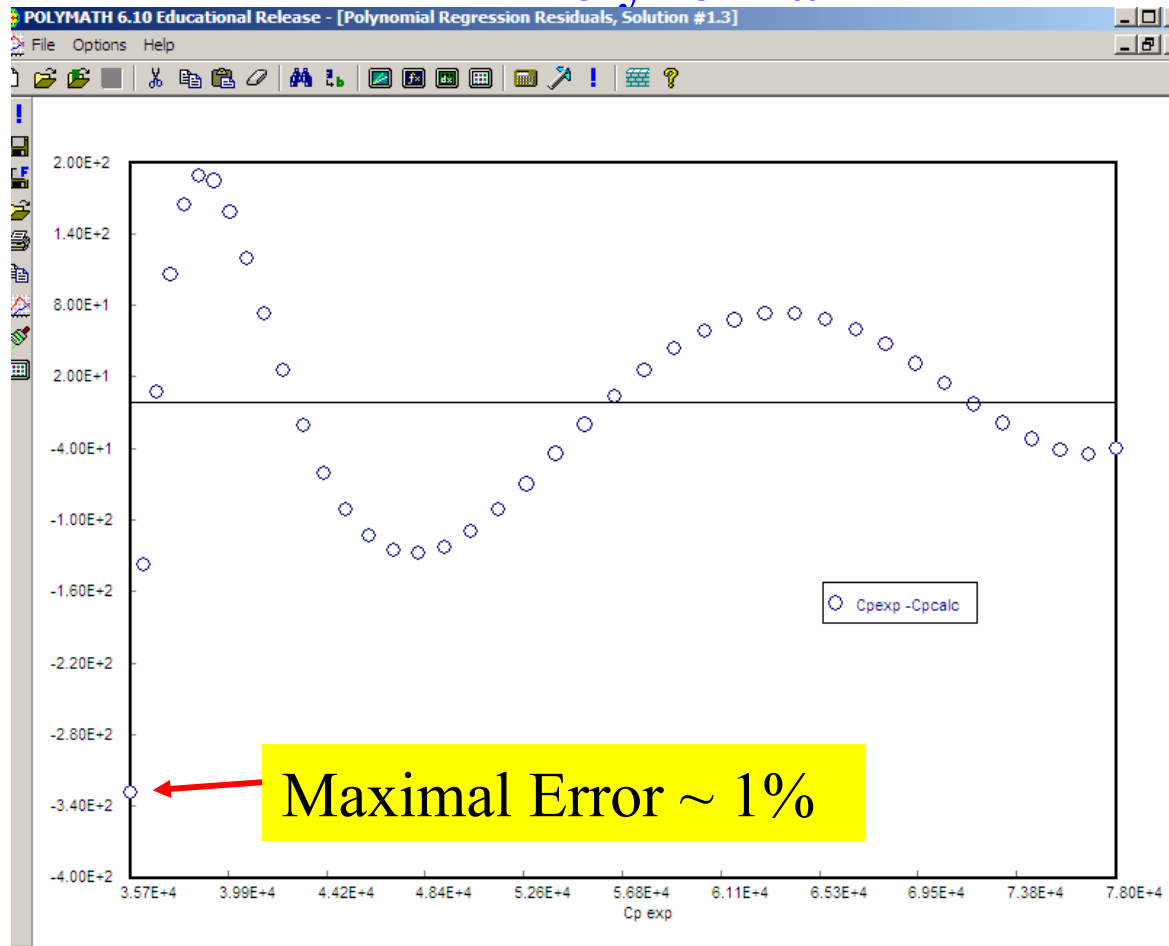 POLYMATH 6.10 Educational Release - [Polynomial Regression Residuals, Solution #1.3]
File Options Help
2.00E+2
1.40E+2
8.00E+1
2.00E+1
-4.00E+1
-1.00E+2
-1.60E+2
Cpexp -Cpcalc
-2.20E+2
-2.80E+2
Maximal Error ~ 1%
-3.40E+2
-4.00E+2
3.57E+4 3.99E+4 4.42E+4 4.84E+4 5.26E+4 5.68E+4 6.11E+4 6.53E+4 6.95E+4 7.38E+4 7.80E+4
Cp exp